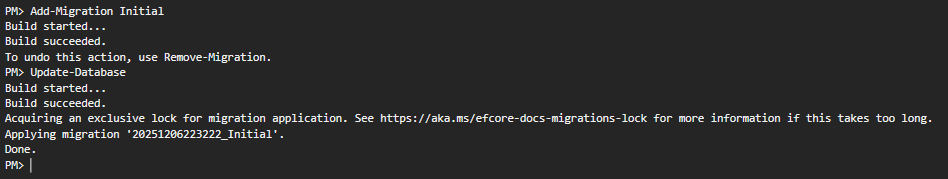 PM> Add-Migration Initial
Build started...
Build succeeded.
To undo this action, use Remove-Migration.
PM> Update-Database
Build started...
Build succeeded.
Acquiring an exclusive lock for migration application. See https://aka.ms/efcore-docs-migrations-lock for more information if this takes too long.
Applying migration '20251206223222_Initial'.
Done.
PM>